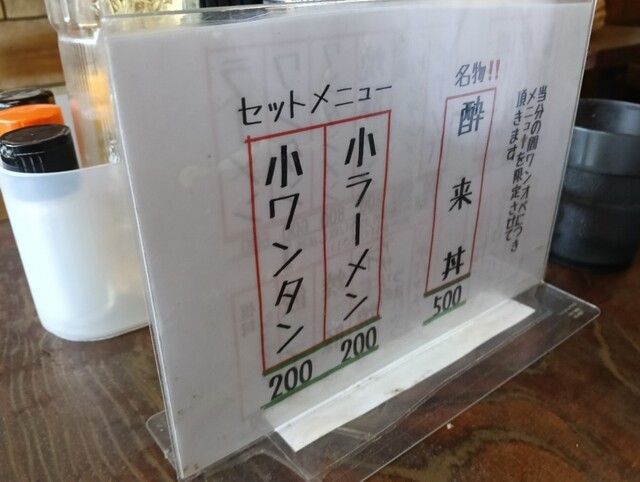 当分の間ワンオペにつき
メニューを限定させて
頂きます
名物!!
酔来丼
500
セットメニュー
小ラーメン
200
小ワンタン
200